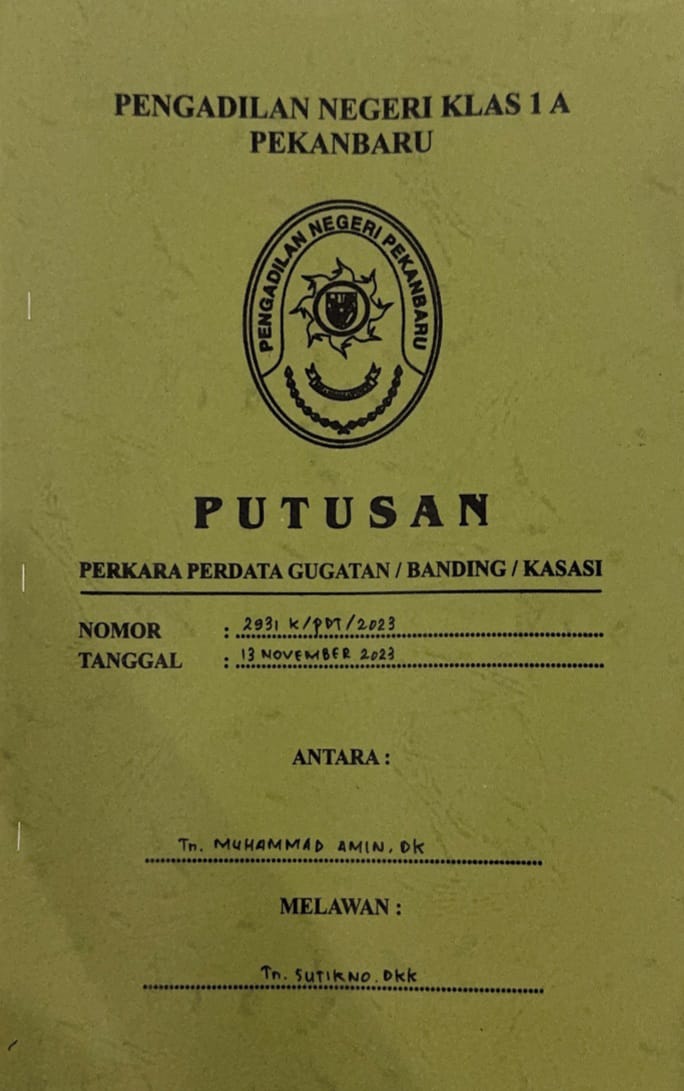 PENGADILAN NEGERI KLAS 1 A
PEKANBARU
PENGADILAN NEGERI PEKANBARU
PUTUSAN
PERKARA PERDATA GUGATAN / BANDING / KASASI
NOMOR : 2931 K/PDT/2023
TANGGAL : 13 NOVEMBER 2023
ANTARA :
Tn. MUHAMMAD AMIN, DK
MELAWAN :
Tn. SUTIKNO. DKK